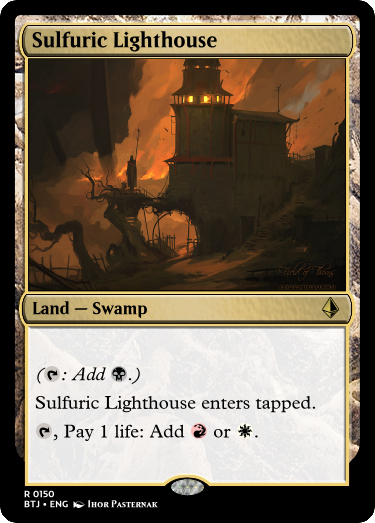 Sulfuric Lighthouse
Land — Swamp
(: Add .)
Sulfuric Lighthouse enters tapped.
, Pay 1 life: Add or .
R 0150
BTJ • ENG Ihor Pasternak